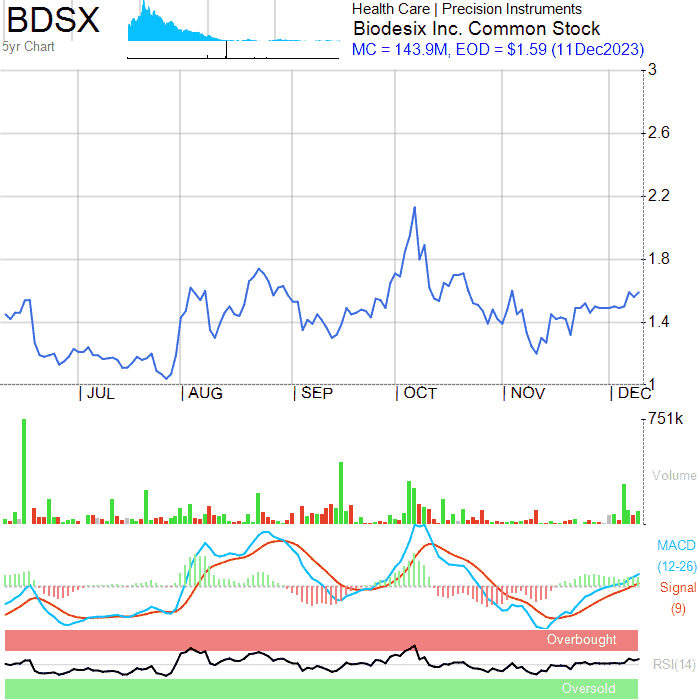 BDSX
5yr Chart
Health Care | Precision Instruments
Biodesix Inc. Common Stock
MC = 143.9M, EOD = $1.59 (11Dec2023)
3
2.6
2.2
1.8
1.4
1
| JUL | AUG | SEP | OCT | NOV | DEC
751k
Volume
MACD
(12-26)
Signal
(9)
Overbought
RSI(14)
Oversold